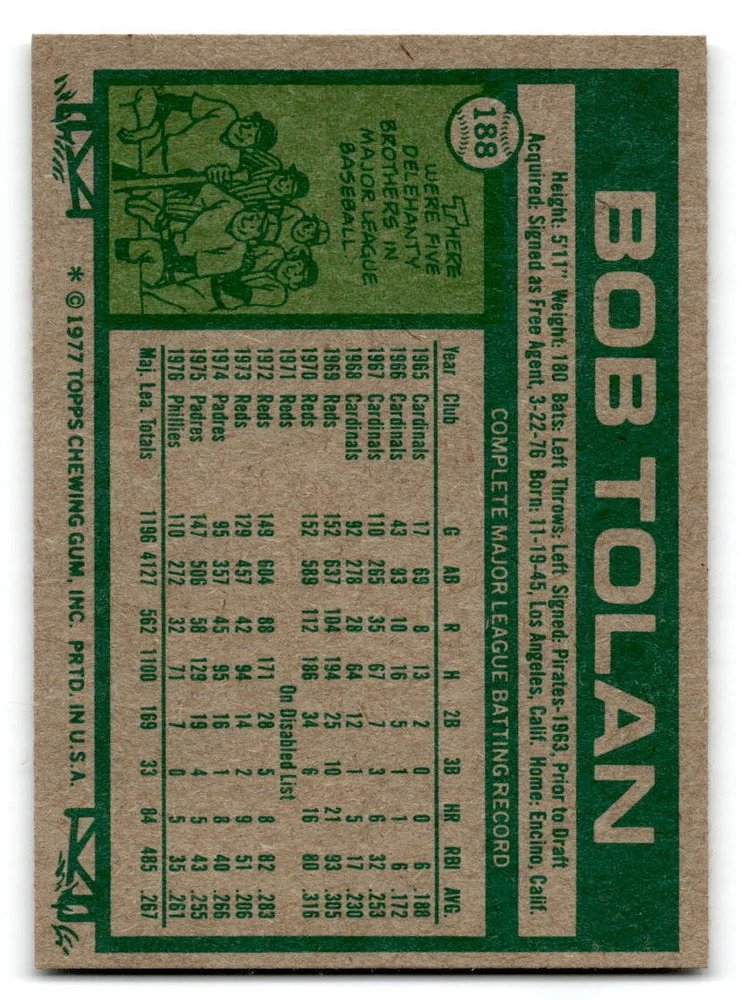 188
BOB TOLAN
Height: 5'11" Weight: 180 Bats: Left Throws: Left Signed: Pirates-1963, Prior to Draft
Acquired: Signed as Free Agent, 3-22-76 Born: 11-19-45, Los Angeles, Calif. Home: Encino, Calif.
THERE
WERE FIVE
DELEHANTY
BROTHERS IN
MAJOR LEAGUE
BASEBALL.
COMPLETE MAJOR LEAGUE BATTING RECORD
Year Club G AB R H 2B 3B HR RBI AVG.
1965 Cardinals 17 69 8 13 2 0 0 6 .188
1966 Cardinals 43 93 10 16 5 1 1 6 .172
1967 Cardinals 110 265 35 67 7 3 6 32 .253
1968 Cardinals 92 278 28 64 12 1 5 17 .230
1969 Reds 152 637 104 194 25 10 21 93 .305
1970 Reds 152 589 112 186 34 6 16 80 .316
1971 Reds On Disabled List
1972 Reds 149 604 88 171 28 5 8 82 .283
1973 Reds 129 457 42 94 14 2 9 51 .206
1974 Padres 95 357 45 95 16 1 8 40 .266
1975 Padres 147 506 58 129 19 4 5 43 .255
1976 Phillies 110 272 32 71 7 0 5 35 .261
Maj. Lea. Totals 1196 4127 562 1100 169 33 84 485 .267
* © 1977 TOPPS CHEWING GUM, INC. PRTD. IN U.S.A.